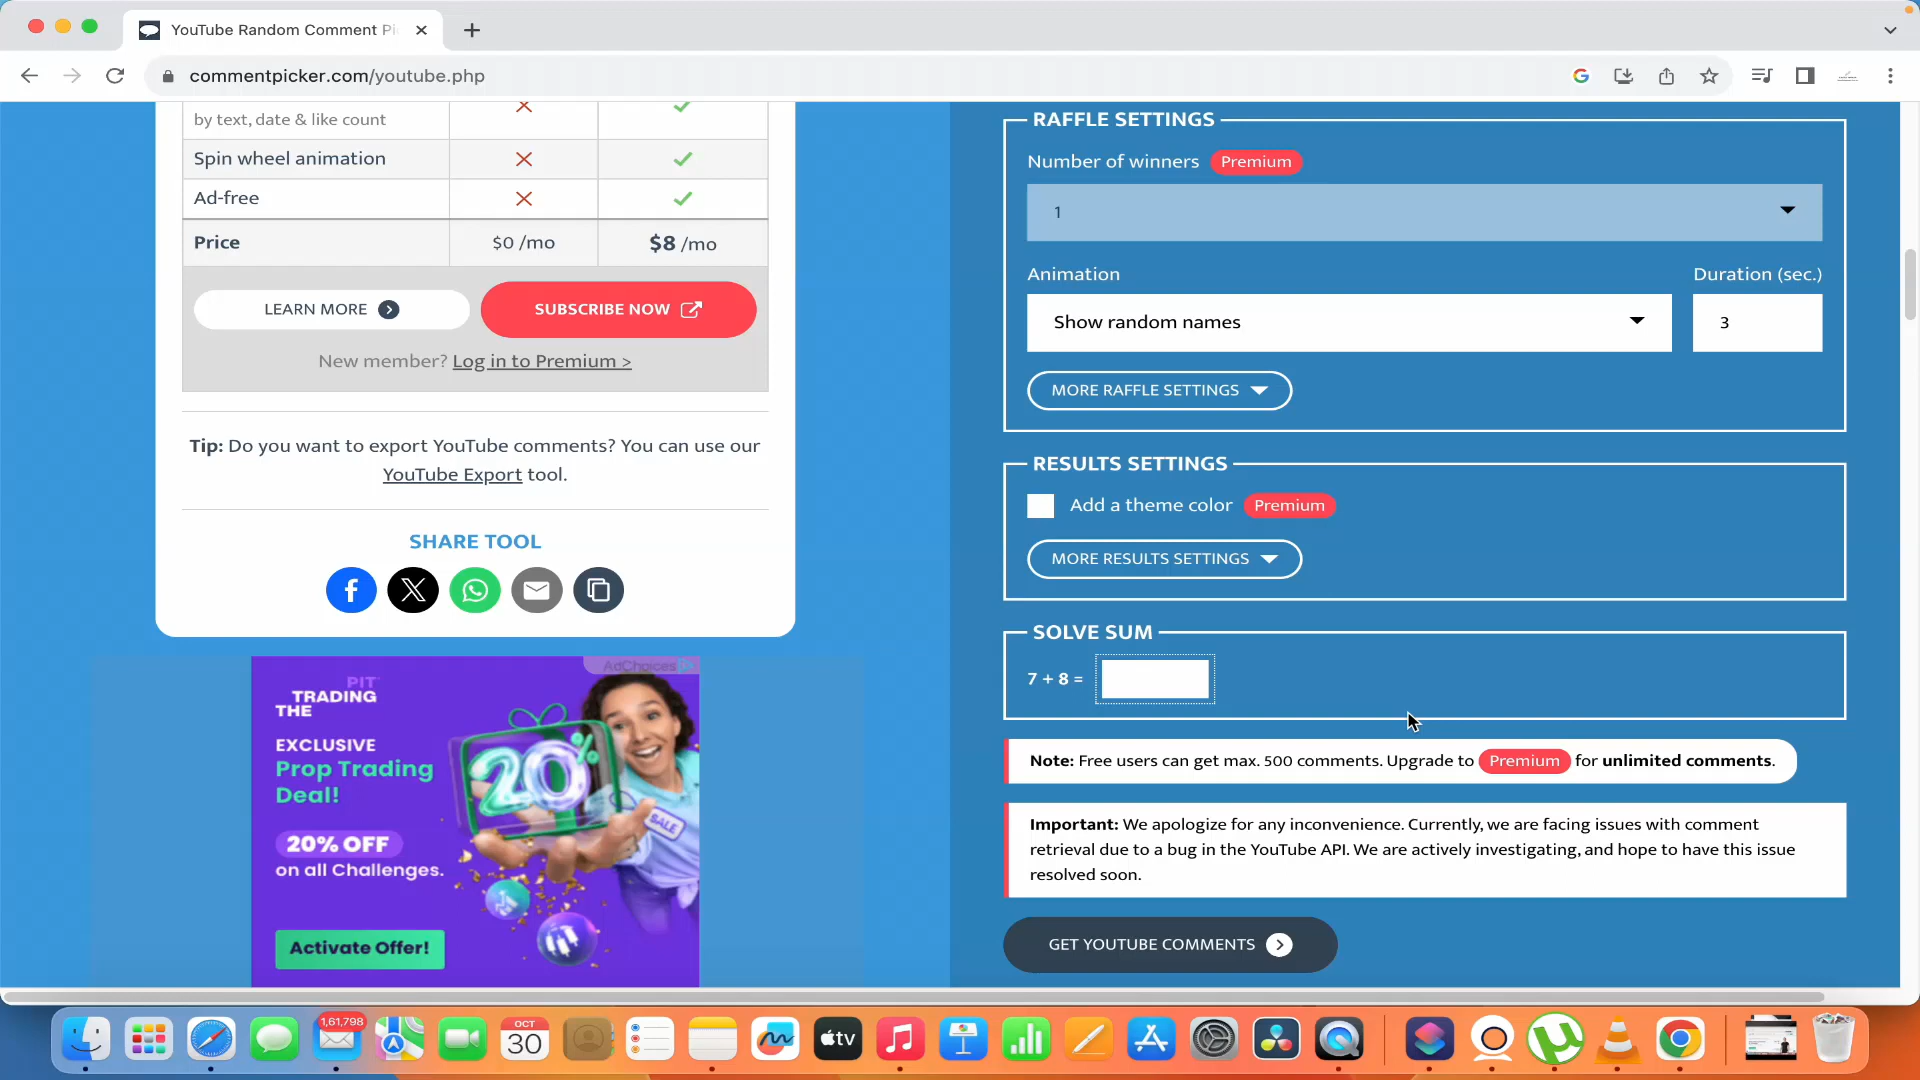 YouTube Random Comment Pi
commentpicker.com/youtube.php
by text, date & like count
Spin wheel animation
Ad-free
Price $0 /mo $8 /mo
LEARN MORE SUBSCRIBE NOW
New member? Log in to Premium >
Tip: Do you want to export YouTube comments? You can use our
YouTube Export tool.
SHARE TOOL
AdChoices
PIT
TRADING
THE
EXCLUSIVE
Prop Trading
Deal!
20% OFF
on all Challenges.
Activate Offer!
20%
SALE
RAFFLE SETTINGS
Number of winners Premium
1
Animation Duration (sec.)
Show random names 3
MORE RAFFLE SETTINGS
RESULTS SETTINGS
Add a theme color Premium
MORE RESULTS SETTINGS
SOLVE SUM
7 + 8 =
Note: Free users can get max. 500 comments. Upgrade to Premium for unlimited comments.
Important: We apologize for any inconvenience. Currently, we are facing issues with comment
retrieval due to a bug in the YouTube API. We are actively investigating, and hope to have this issue
resolved soon.
GET YOUTUBE COMMENTS
1,61,798
OCT
30
tv